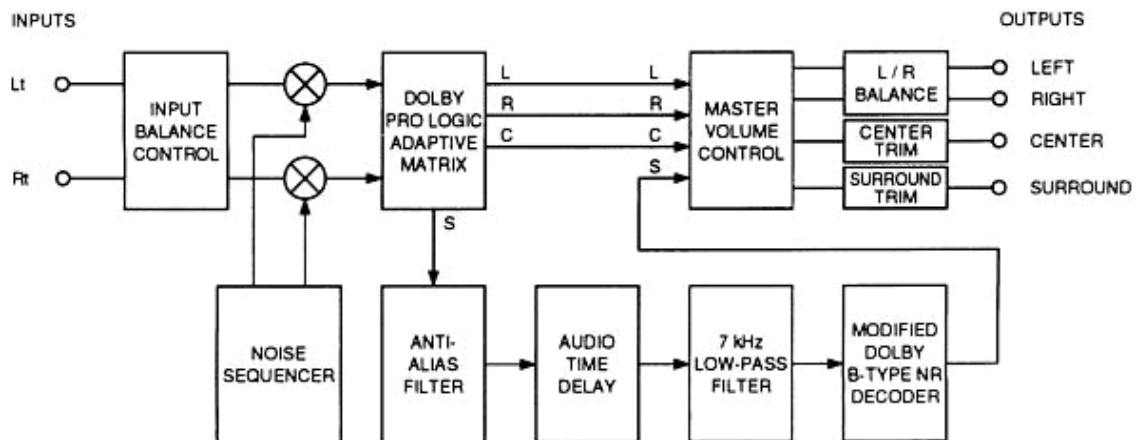 INPUTS
OUTPUTS
Lt
Rt
INPUT
BALANCE
CONTROL
DOLBY
PRO LOGIC
ADAPTIVE
MATRIX
L
R
C
S
L
R
C
S
MASTER
VOLUME
CONTROL
L / R
BALANCE
CENTER
TRIM
SURROUND
TRIM
LEFT
RIGHT
CENTER
SURROUND
NOISE
SEQUENCER
ANTI-
ALIAS
FILTER
AUDIO
TIME
DELAY
7 kHz
LOW-PASS
FILTER
MODIFIED
DOLBY
B-TYPE NR
DECODER